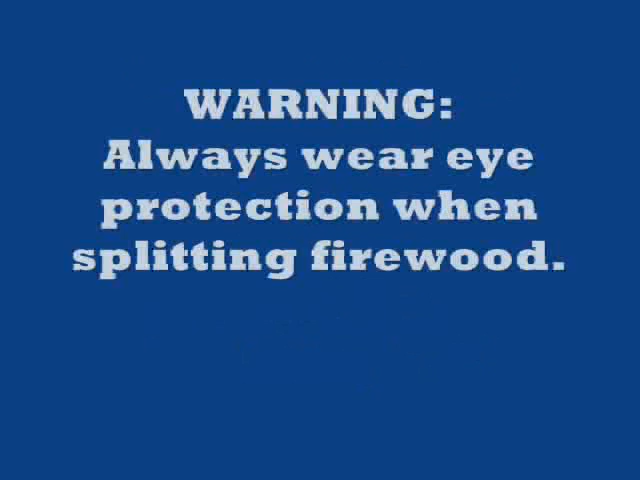 WARNING:
Always wear eye
protection when
splitting firewood.